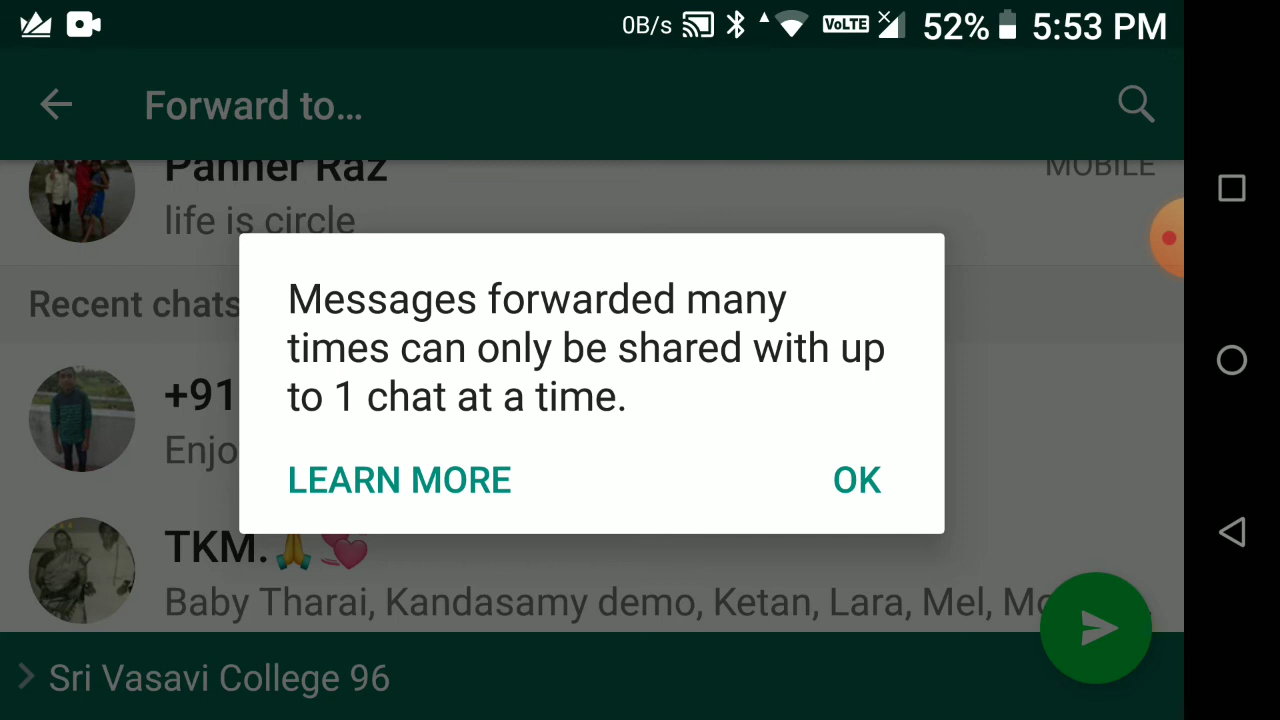 0B/s VoLTE 52% 5:53 PM
Forward to...
Panner Raz MOBILE
life is circle
Recent chats
Messages forwarded many
times can only be shared with up
to 1 chat at a time.
LEARN MORE OK
+91
Enjo
TKM.🙏💞
Baby Tharai, Kandasamy demo, Ketan, Lara, Mel,
Sri Vasavi College 96